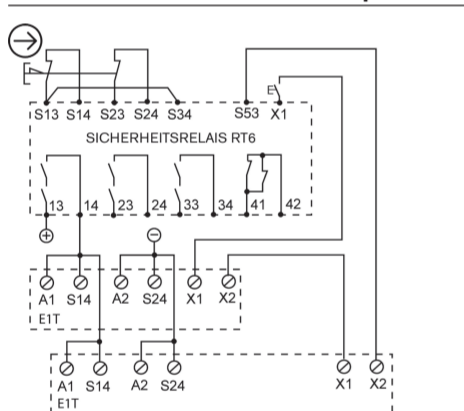 E
S13 S14 S23 S24 S34 S53 X1
SICHERHEITSRELAIS RT6
13 14 23 24 33 34 41 42
+ −
A1 S14 A2 S24 X1 X2
E1T
A1 S14 A2 S24 X1 X2
E1T